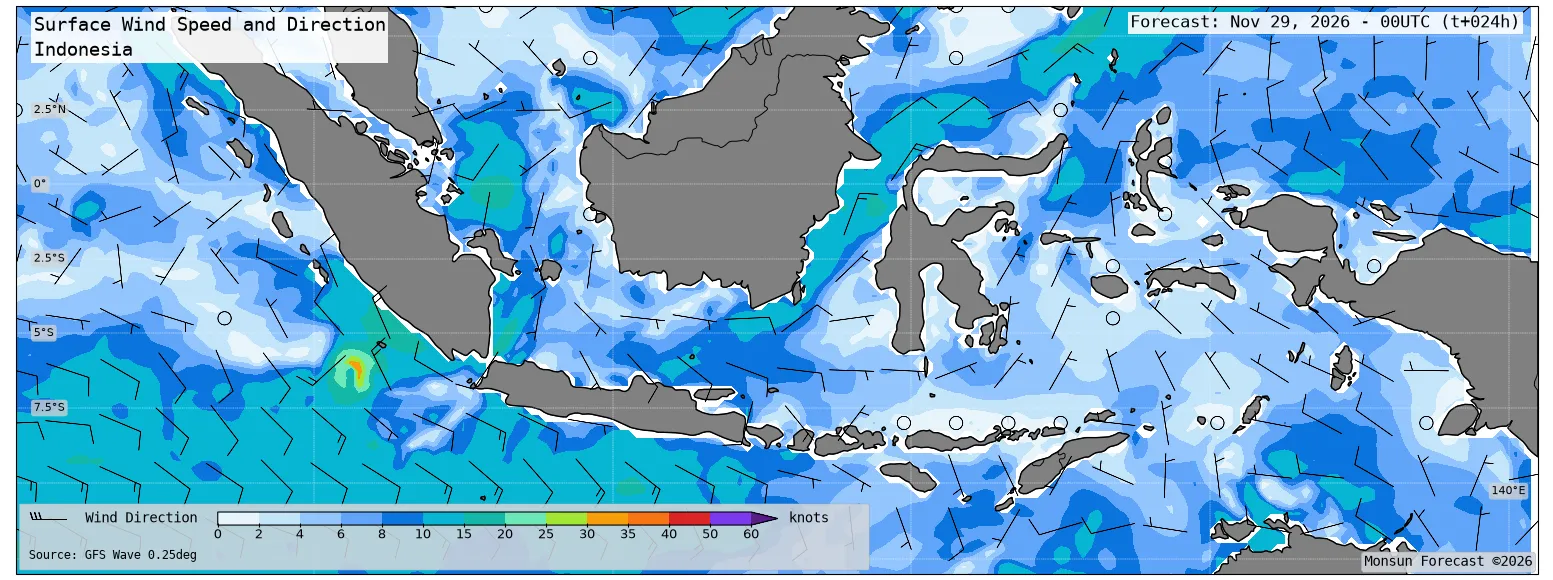 Surface Wind Speed and Direction
Indonesia
Forecast: Nov 29, 2026 - 00UTC (t+024h)
2.5°N
0°
2.5°S
5°S
7.5°S
140°E
Wind Direction
0 2 4 6 8 10 15 20 25 30 35 40 50 60
knots
Source: GFS Wave 0.25deg
Monsun Forecast ©2026